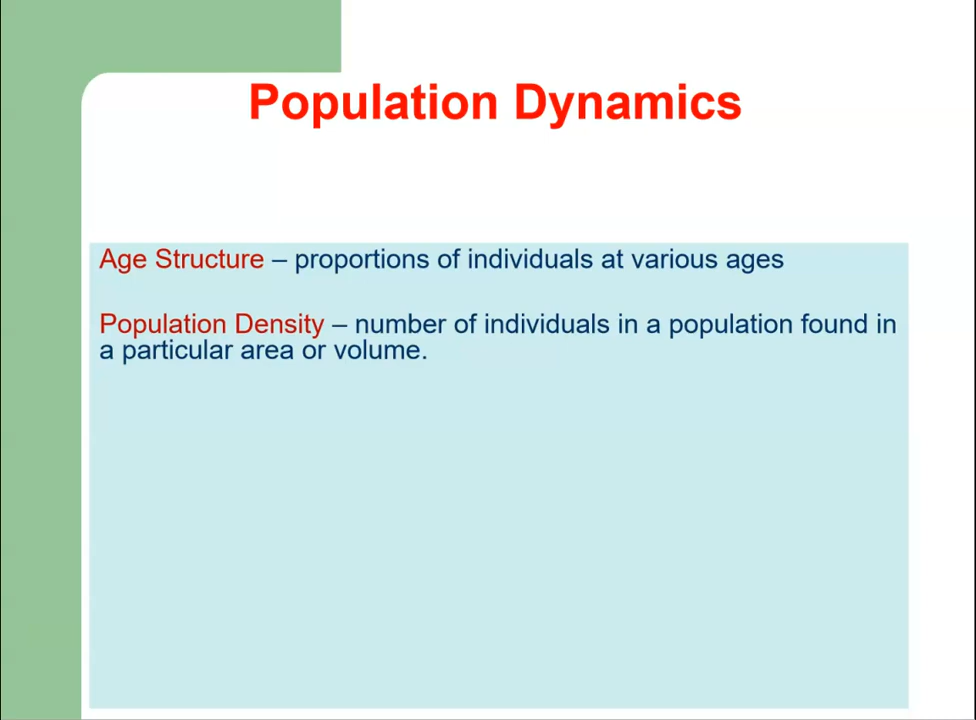 Population Dynamics
Age Structure – proportions of individuals at various ages
Population Density – number of individuals in a population found in
a particular area or volume.